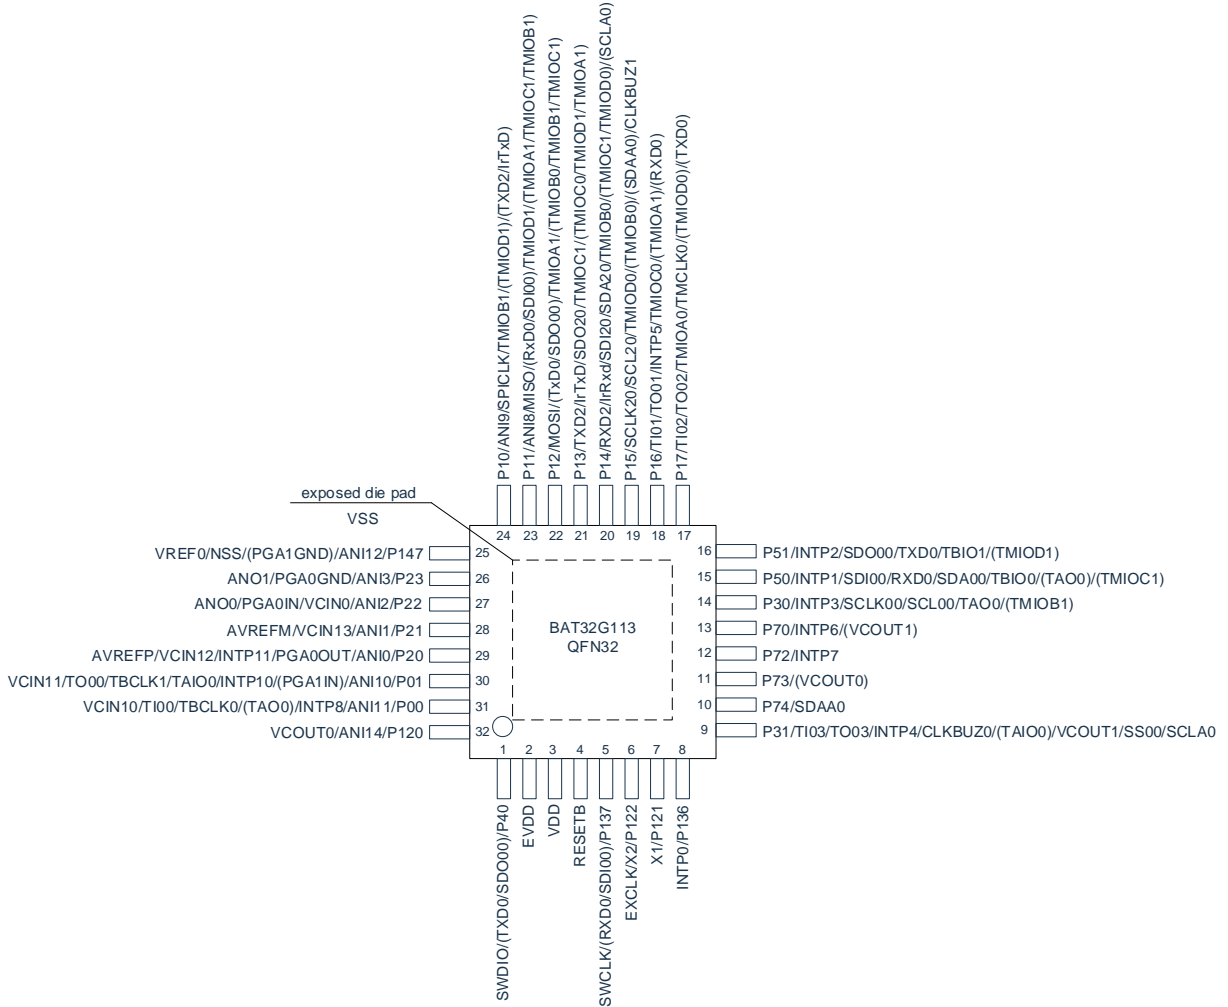 P10/ANI9/SPICLK/TMIOB1/(TMIOD1)/(TXD2/IrTxD)
P11/ANI8/MISO/(RxD0/SDI00)/TMIOD1/(TMIOA1/TMIOC1/TMIOB1)
P12/MOSI/(TxD0/SDO00)/TMIOA1/(TMIOB0/TMIOB1/TMIOC1)
P13/TXD2/IrTxD/SDO20/TMIOC1/(TMIOC0/TMIOD1/TMIOA1)
P14/RXD2/IrRxd/SDI20/SDA20/TMIOB0/(TMIOC1/TMIOD0)/(SCLA0)
P15/SCLK20/SCL20/TMIOD0/(TMIOB0)/(SDAA0)/CLKBUZ1
P16/TI01/TO01/INTP5/TMIOC0/(TMIOA1)/(RXD0)
P17/TI02/TO02/TMIOA0/TMCLK0/(TMIOD0)/(TXD0)
exposed die pad
VSS
24 23 22 21 20 19 18 17
VREF0/NSS/(PGA1GND)/ANI12/P147 25
ANO1/PGA0GND/ANI3/P23 26
ANO0/PGA0IN/VCIN0/ANI2/P22 27
AVREFM/VCIN13/ANI1/P21 28
AVREFP/VCIN12/INTP11/PGA0OUT/ANI0/P20 29
VCIN11/TO00/TBCLK1/TAIO0/INTP10/(PGA1IN)/ANI10/P01 30
VCIN10/TI00/TBCLK0/(TAO0)/INTP8/ANI11/P00 31
VCOUT0/ANI14/P120 32
BAT32G113
QFN32
16 P51/INTP2/SDO00/TXD0/TBIO1/(TMIOD1)
15 P50/INTP1/SDI00/RXD0/SDA00/TBIO0/(TAO0)/(TMIOC1)
14 P30/INTP3/SCLK00/SCL00/TAO0/(TMIOB1)
13 P70/INTP6/(VCOUT1)
12 P72/INTP7
11 P73/(VCOUT0)
10 P74/SDAA0
9 P31/TI03/TO03/INTP4/CLKBUZ0/(TAIO0)/VCOUT1/SS00/SCLA0
1 2 3 4 5 6 7 8
SWDIO/(TXD0/SDO00)/P40
EVDD
VDD
RESETB
SWCLK/(RXD0/SDI00)/P137
EXCLK/X2/P122
X1/P121
INTP0/P136